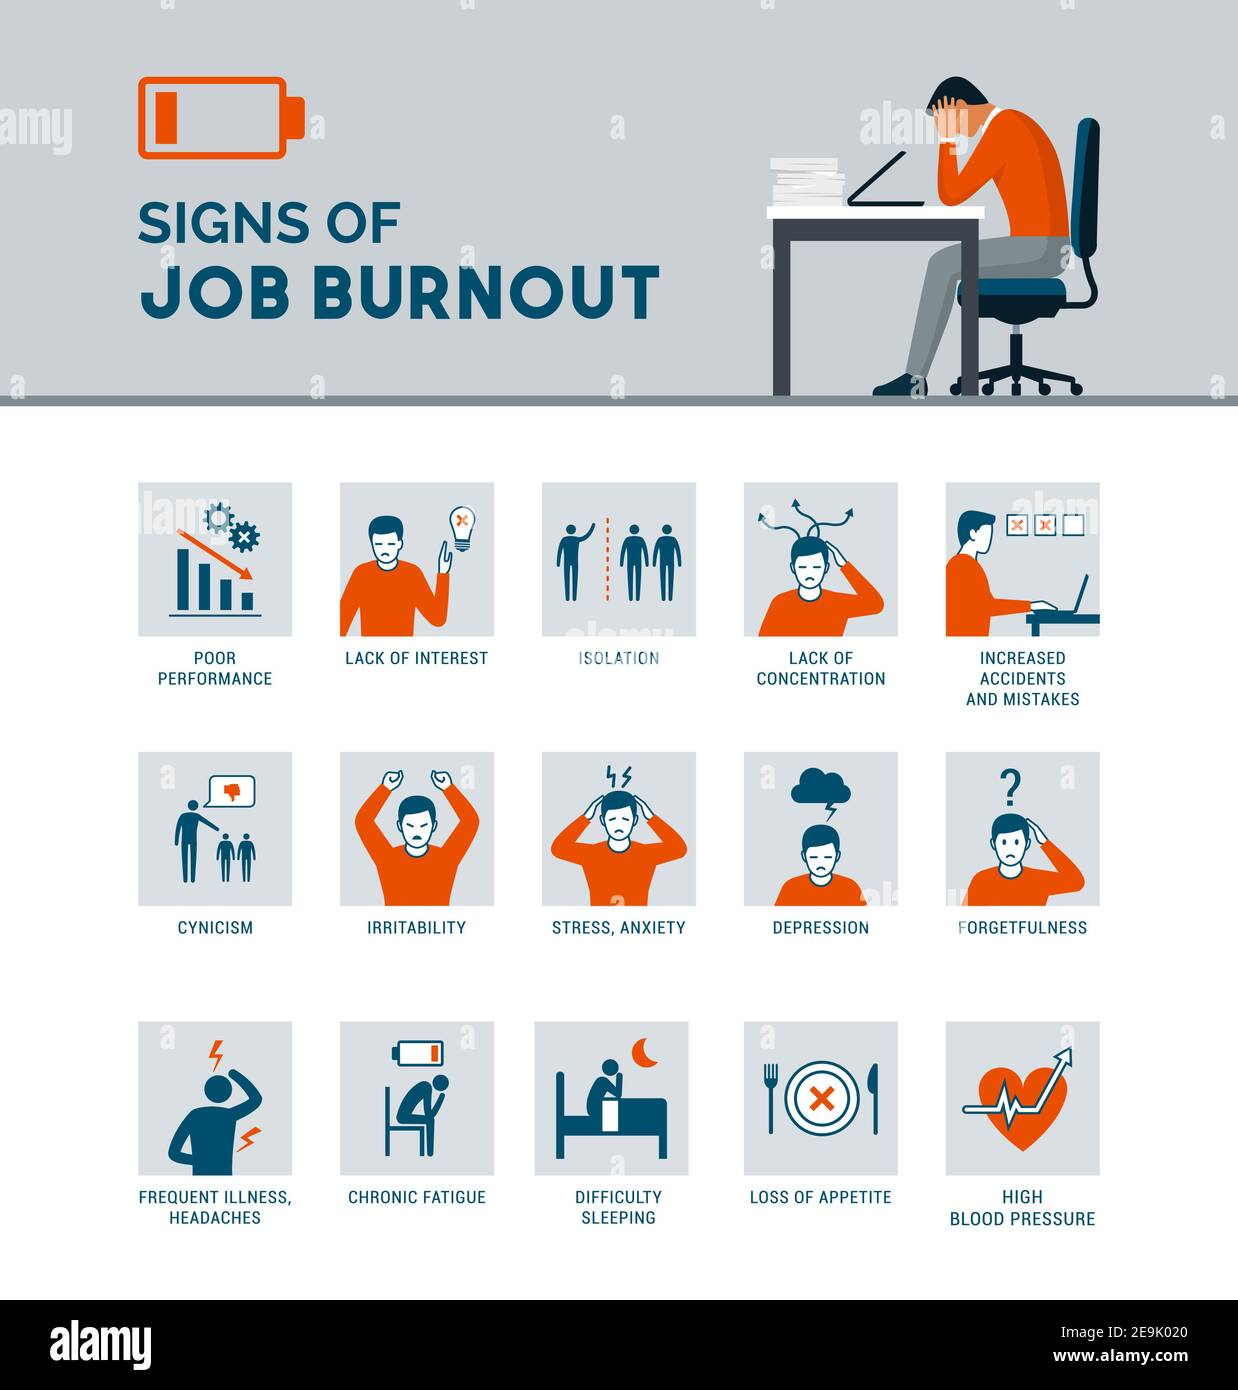 SIGNS OF
JOB BURNOUT
POOR
PERFORMANCE
LACK OF INTEREST
ISOLATION
LACK OF
CONCENTRATION
INCREASED
ACCIDENTS
AND MISTAKES
CYNICISM
IRRITABILITY
STRESS, ANXIETY
DEPRESSION
?
FORGETFULNESS
FREQUENT ILLNESS,
HEADACHES
CHRONIC FATIGUE
DIFFICULTY
SLEEPING
LOSS OF APPETITE
HIGH
BLOOD PRESSURE
alamy
Image ID: 2E9K020
www.alamy.com